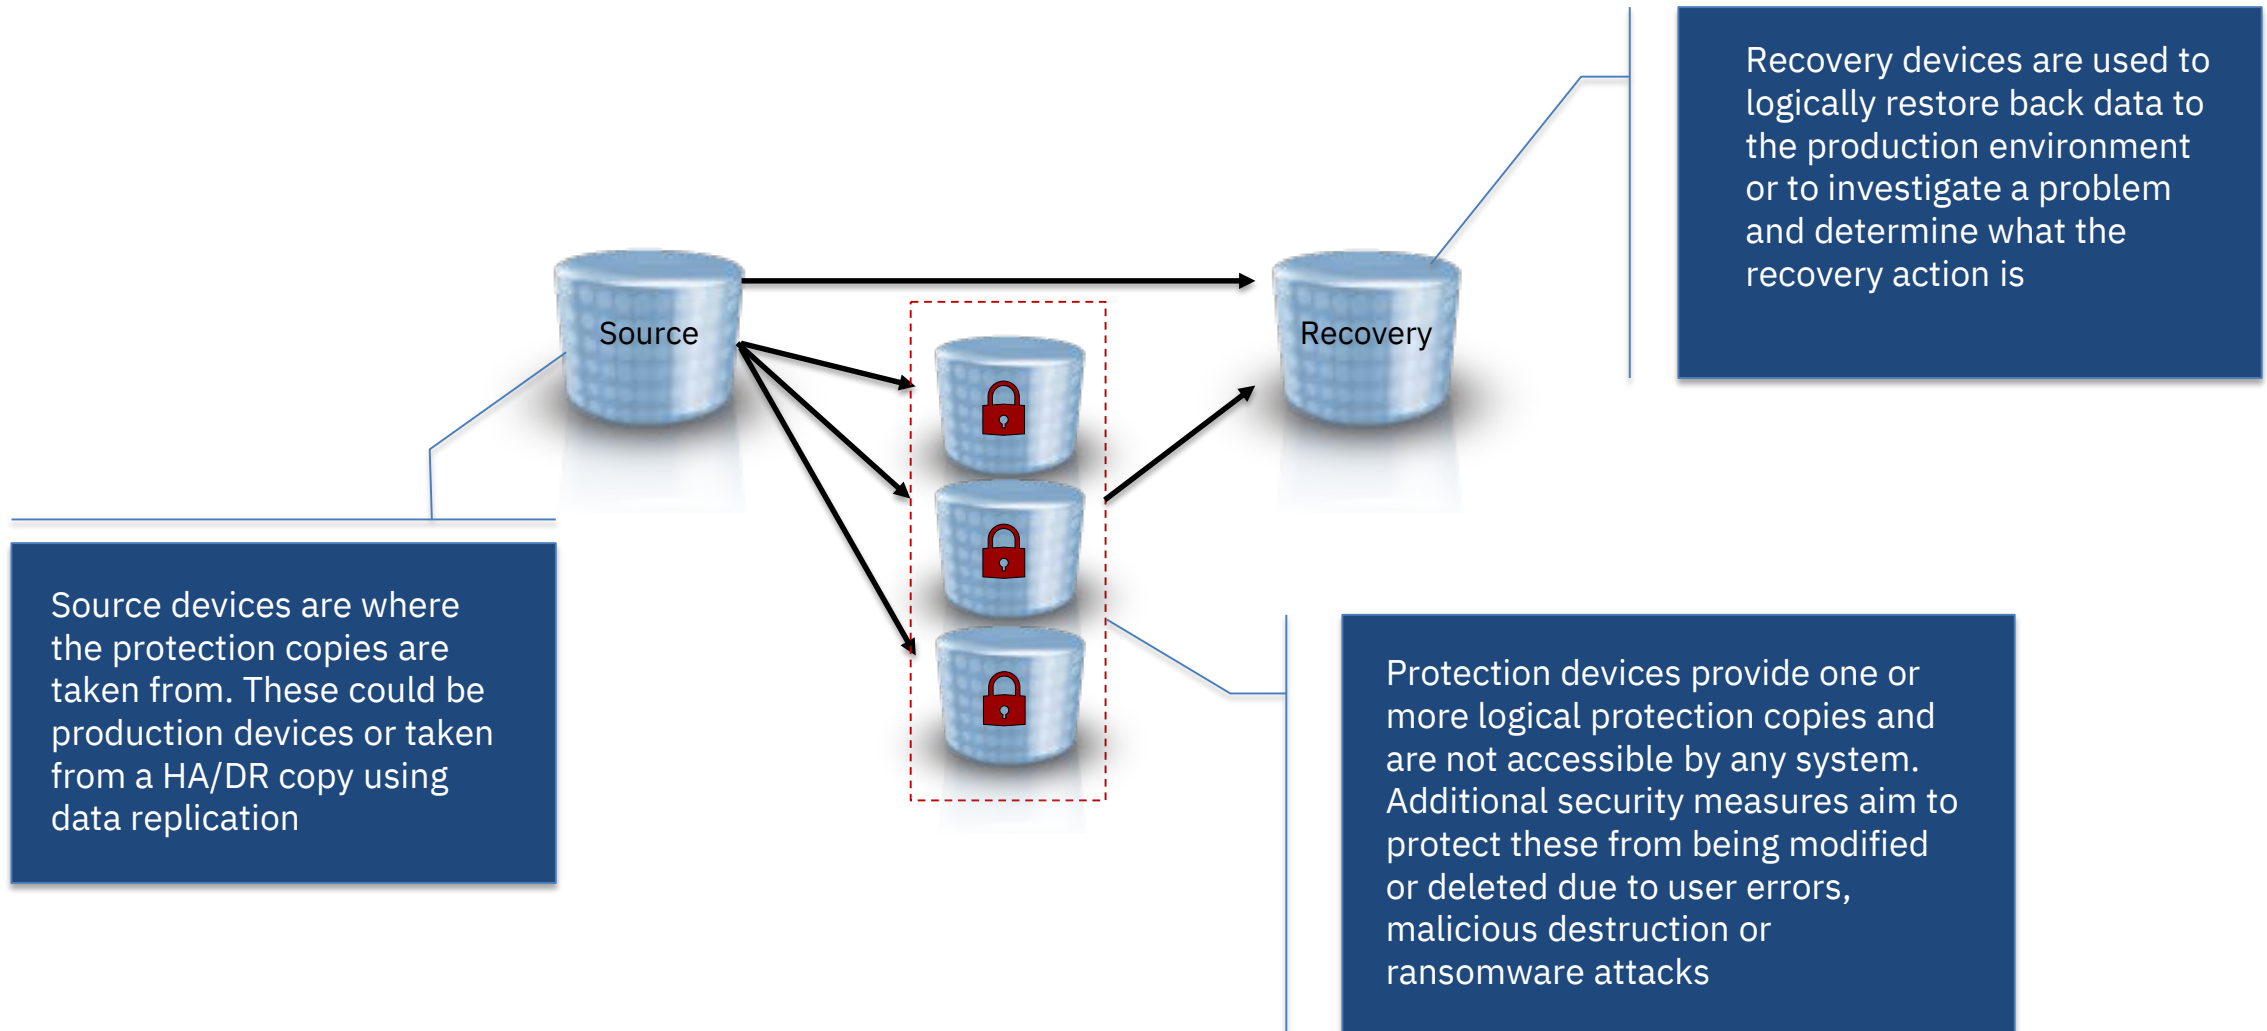 Recovery devices are used to
logically restore back data to
the production environment
or to investigate a problem
and determine what the
recovery action is
Source
Recovery
Source devices are where
the protection copies are
taken from. These could be
production devices or taken
from a HA/DR copy using
data replication
Protection devices provide one or
more logical protection copies and
are not accessible by any system.
Additional security measures aim to
protect these from being modified
or deleted due to user errors,
malicious destruction or
ransomware attacks